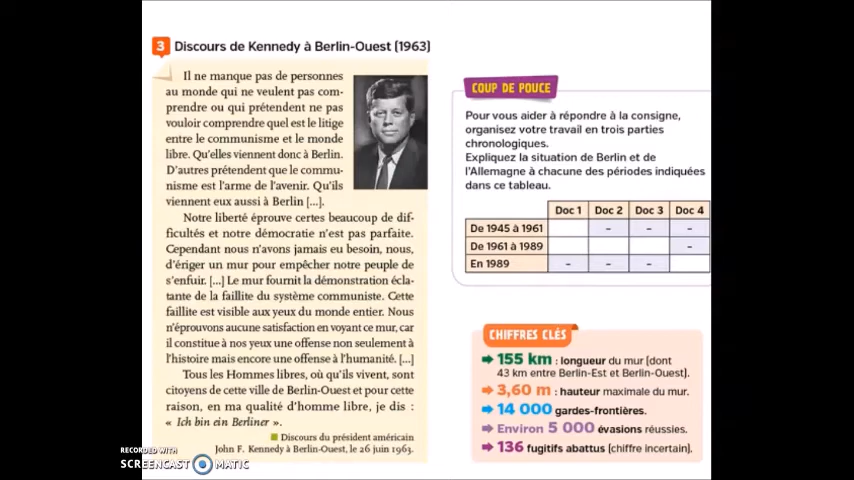 3 Discours de Kennedy à Berlin-Ouest (1963)
Il ne manque pas de personnes
au monde qui ne veulent pas com-
prendre ou qui prétendent ne pas
vouloir comprendre quel est le litige
entre le communisme et le monde
libre. Qu'elles viennent donc à Berlin.
D'autres prétendent que le commu-
nisme est l'arme de l'avenir. Qu'ils
viennent eux aussi à Berlin [...].
Notre liberté éprouve certes beaucoup de dif-
ficultés et notre démocratie n'est pas parfaite.
Cependant nous n'avons jamais eu besoin, nous,
d'ériger un mur pour empêcher notre peuple de
s'enfuir. [...] Le mur fournit la démonstration écla-
tante de la faillite du système communiste. Cette
faillite est visible aux yeux du monde entier. Nous
n'éprouvons aucune satisfaction en voyant ce mur, car
il constitue à nos yeux une offense non seulement à
l'histoire mais encore une offense à l'humanité. [...]
Tous les Hommes libres, où qu'ils vivent, sont
citoyens de cette ville de Berlin-Ouest et pour cette
raison, en ma qualité d'homme libre, je dis :
« Ich bin ein Berliner ».
Discours du président américain
John F. Kennedy à Berlin-Ouest, le 26 juin 1963.
COUP DE POUCE
Pour vous aider à répondre à la consigne,
organisez votre travail en trois parties
chronologiques.
Expliquez la situation de Berlin et de
l'Allemagne à chacune des périodes indiquées
dans ce tableau.
Doc 1 Doc 2 Doc 3 Doc 4
De 1945 à 1961 - - -
De 1961 à 1989 -
En 1989 - - -
CHIFFRES CLÉS
155 km : longueur du mur (dont
43 km entre Berlin-Est et Berlin-Ouest).
3,60 m : hauteur maximale du mur.
14 000 gardes-frontières.
Environ 5 000 évasions réussies.
136 fugitifs abattus (chiffre incertain).
RECORDED WITH
SCREENCAST MATIC